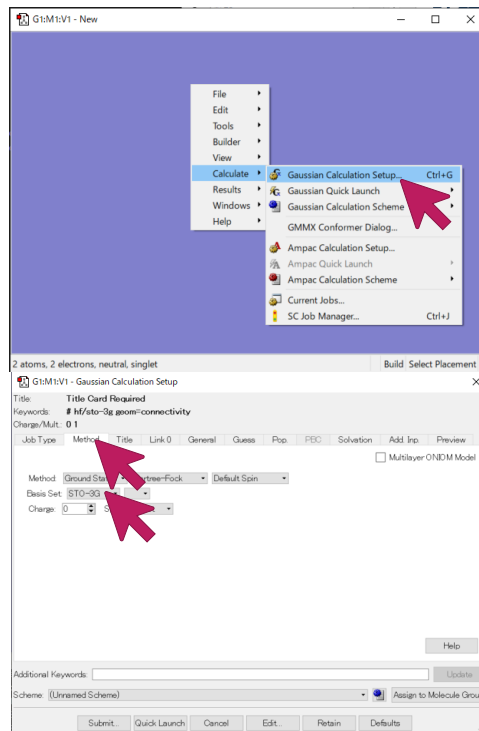 G1:M1:V1 - New
File
Edit
Tools
Builder
View
Calculate
Results
Windows
Help
Gaussian Calculation Setup... Ctrl+G
Gaussian Quick Launch
Gaussian Calculation Scheme
GMMX Conformer Dialog...
Ampac Calculation Setup...
Ampac Quick Launch
Ampac Calculation Scheme
Current Jobs...
SC Job Manager... Ctrl+J
2 atoms, 2 electrons, neutral, singlet Build Select Placement
G1:M1:V1 - Gaussian Calculation Setup
Title: Title Card Required
Keywords: # hf/sto-3g geom=connectivity
Charge/Mult.: 0 1
Job Type Method Title Link 0 General Guess Pop. PBC Solvation Add. Inp. Preview
Multilayer ONIOM Model
Method: Ground Default Spin
Basis Set: STO-3G
Charge: 0
Help
Additional Keywords: Update
Scheme: (Unnamed Scheme) Assign to Molecule
Submit... Quick Launch Cancel Edit... Retain Defaults